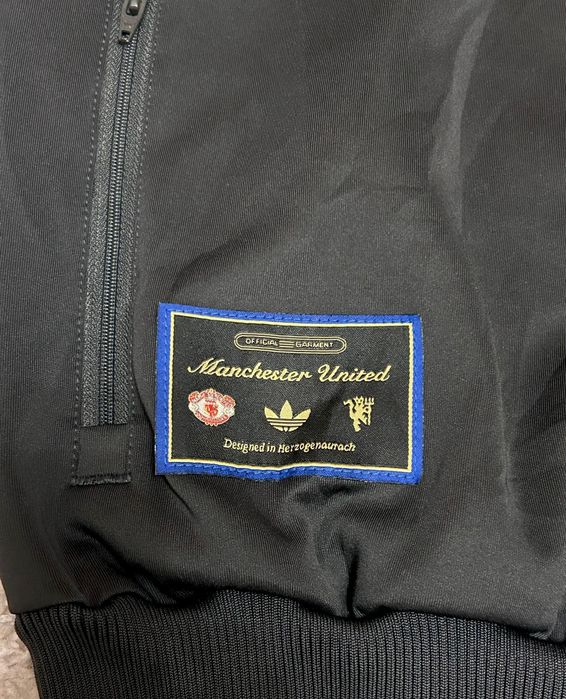 OFFICIAL GARMENT
Manchester United
Designed in Herzogenaurach